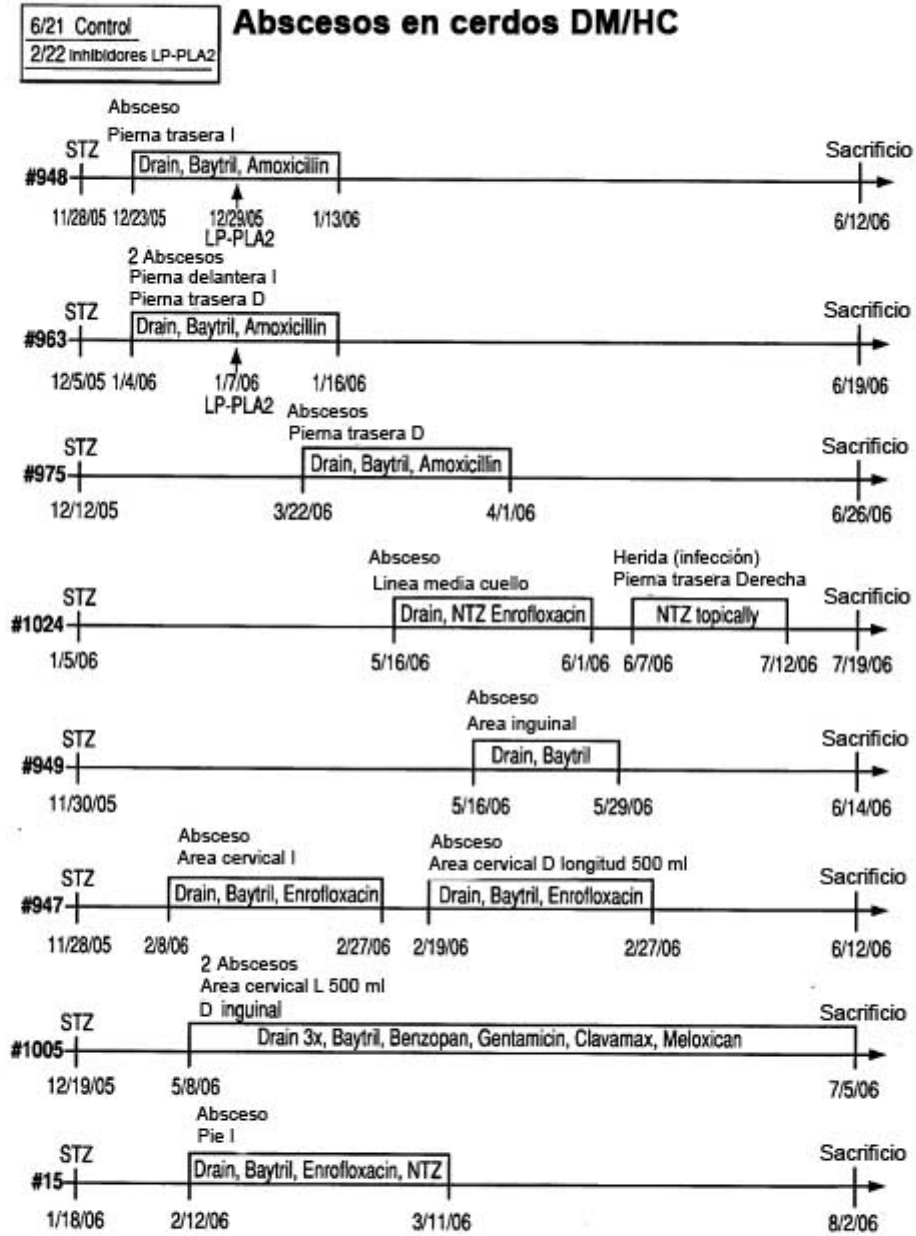 Abscesos en cerdos DM/HC
6/21 Control
2/22 Inhibidores LP-PLA2
Absceso
Pierna trasera I
STZ
Drain, Baytril, Amoxicillin
Sacrificio
#948
11/28/05 12/23/05 12/29/05 1/13/06 6/12/06
LP-PLA2
2 Abscesos
Pierna delantera I
Pierna trasera D
STZ
Drain, Baytril, Amoxicillin
Sacrificio
#963
12/5/05 1/4/06 1/7/06 1/16/06 6/19/06
LP-PLA2
Abscesos
Pierna trasera D
STZ
Drain, Baytril, Amoxicillin
Sacrificio
#975
12/12/05 3/22/06 4/1/06 6/26/06
Absceso
Linea media cuello
Herida (infección)
Pierna trasera Derecha
STZ
Drain, NTZ Enrofloxacin
NTZ topically
Sacrificio
#1024
1/5/06 5/16/06 6/1/06 6/7/06 7/12/06 7/19/06
Absceso
Area inguinal
STZ
Drain, Baytril
Sacrificio
#949
11/30/05 5/16/06 5/29/06 6/14/06
Absceso
Area cervical I
Absceso
Area cervical D longitud 500 ml
STZ
Drain, Baytril, Enrofloxacin
Drain, Baytril, Enrofloxacin
Sacrificio
#947
11/28/05 2/8/06 2/27/06 2/19/06 2/27/06 6/12/06
2 Abscesos
Area cervical L 500 ml
D inguinal
STZ
Drain 3x, Baytril, Benzopan, Gentamicin, Clavamax, Meloxican
Sacrificio
#1005
12/19/05 5/8/06 7/5/06
Absceso
Pie I
STZ
Drain, Baytril, Enrofloxacin, NTZ
Sacrificio
#15
1/18/06 2/12/06 3/11/06 8/2/06